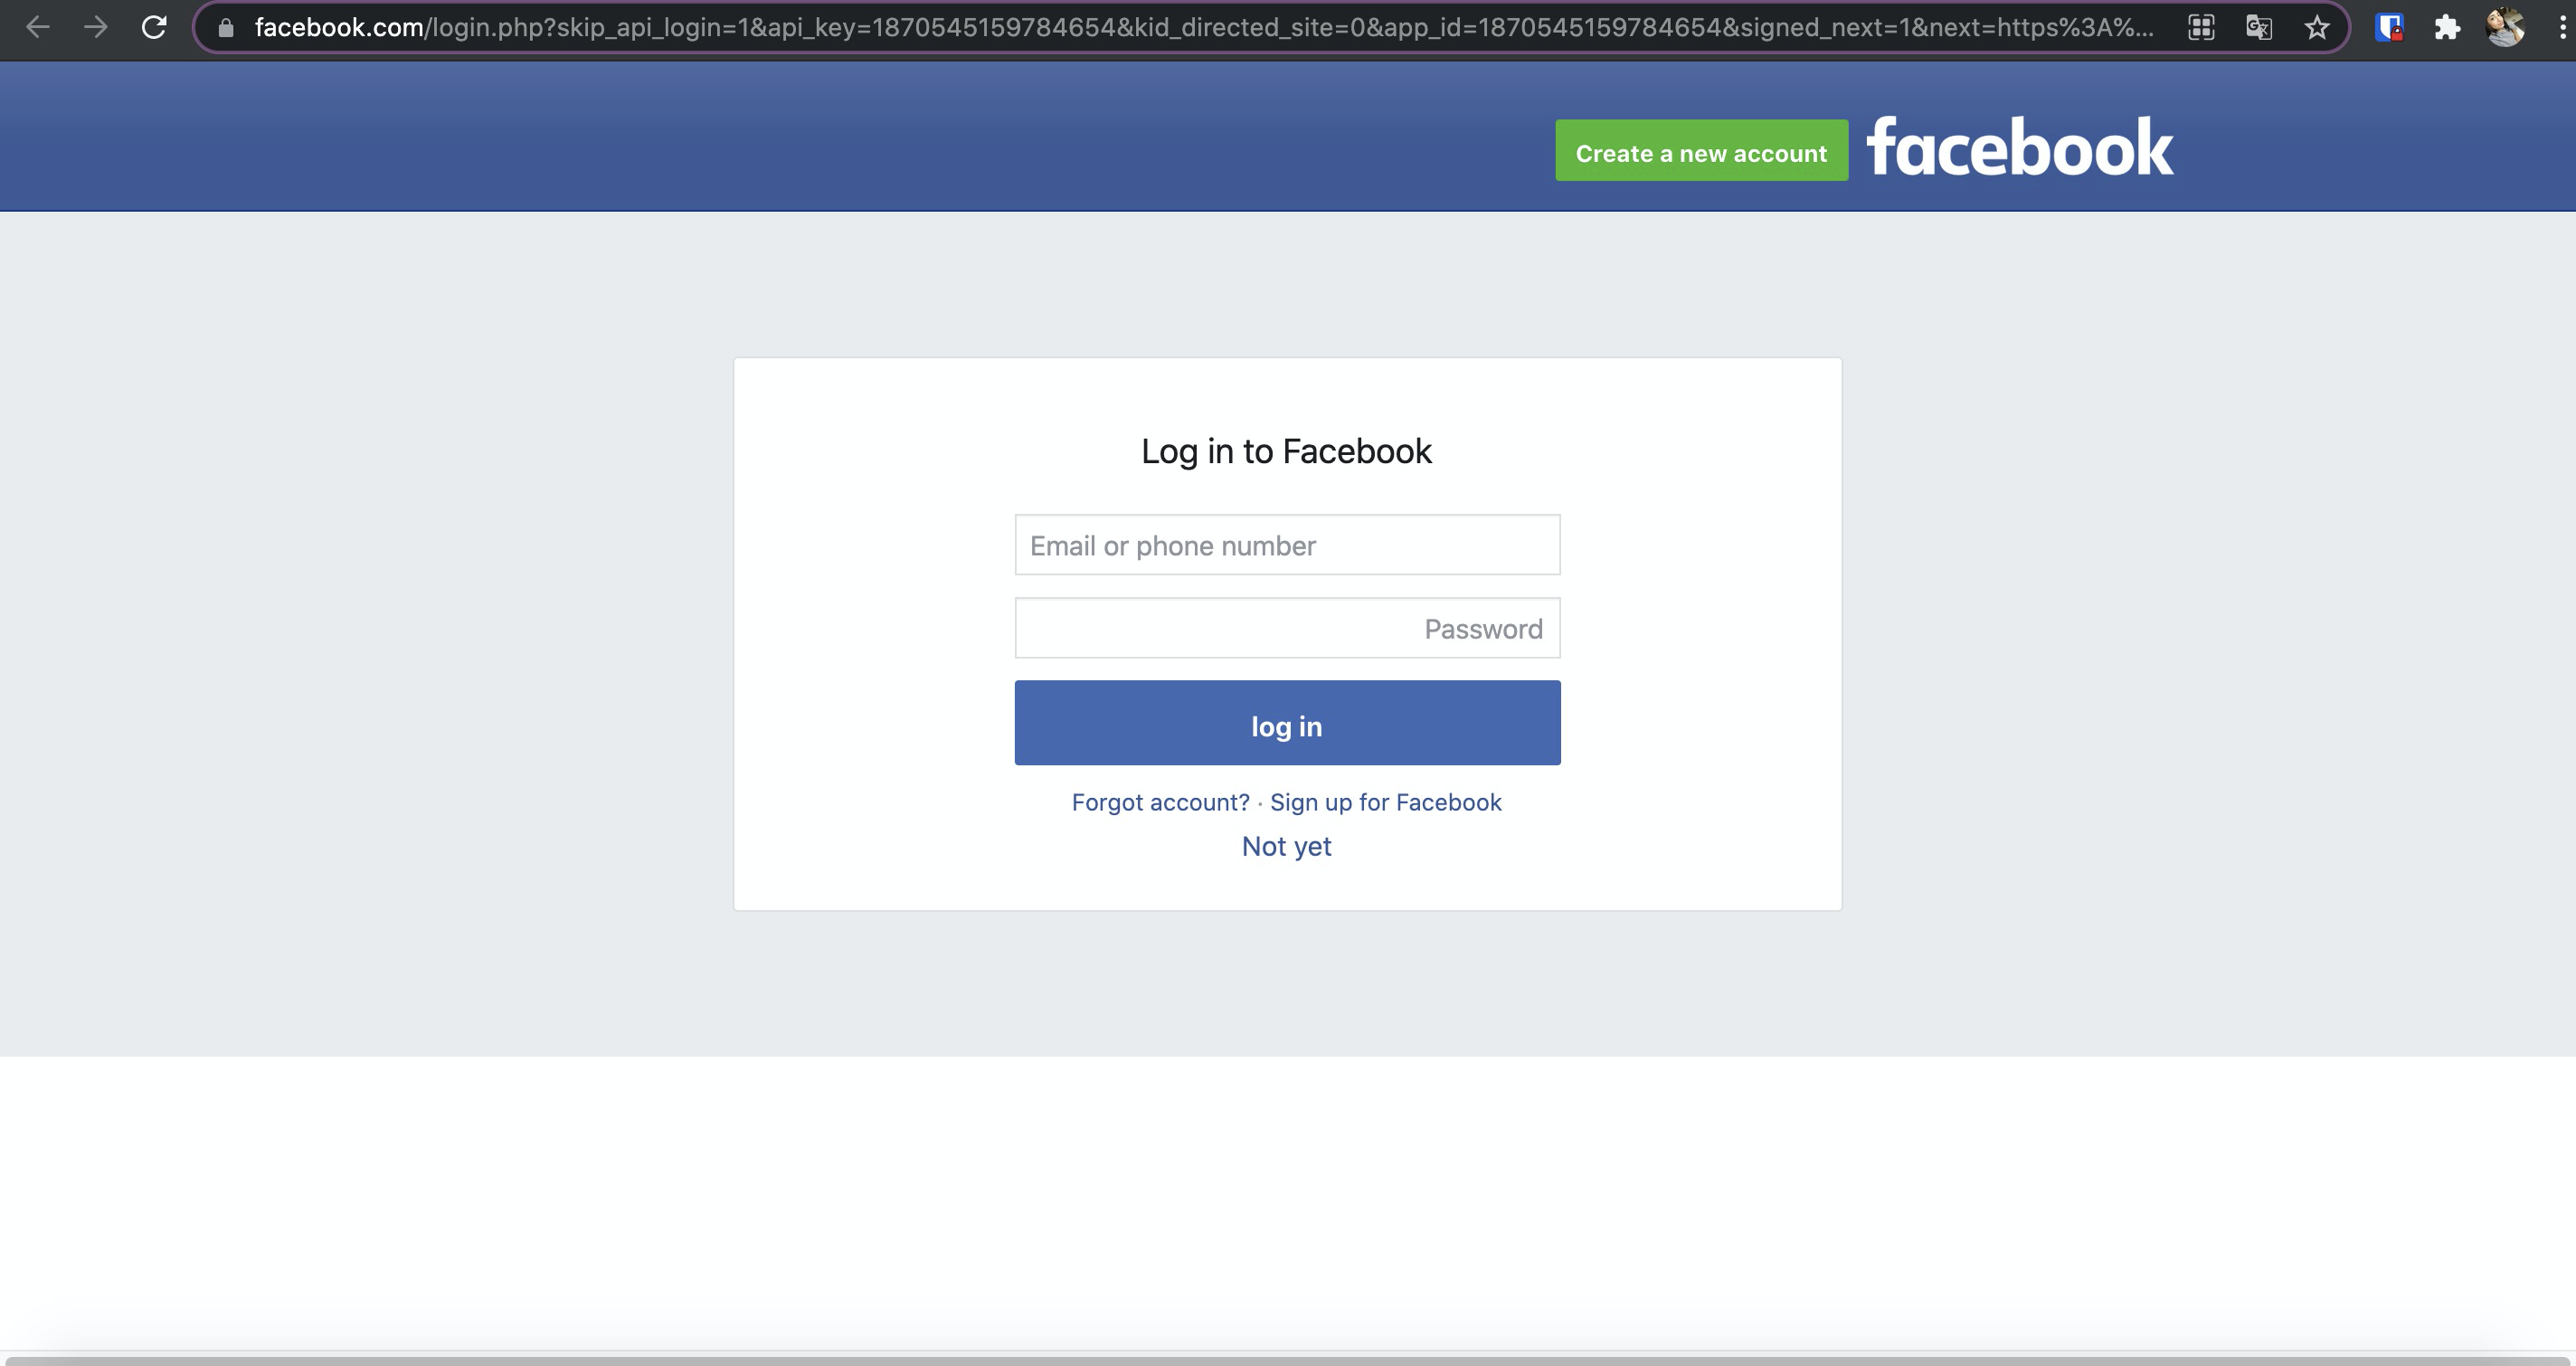 facebook.com/login.php?skip_api_login=1&api_key=1870545159784654&kid_directed_site=0&app_id=1870545159784654&signed_next=1&next=https%3A%...
Create a new account facebook
Log in to Facebook
Email or phone number
Password
log in
Forgot account? · Sign up for Facebook
Not yet